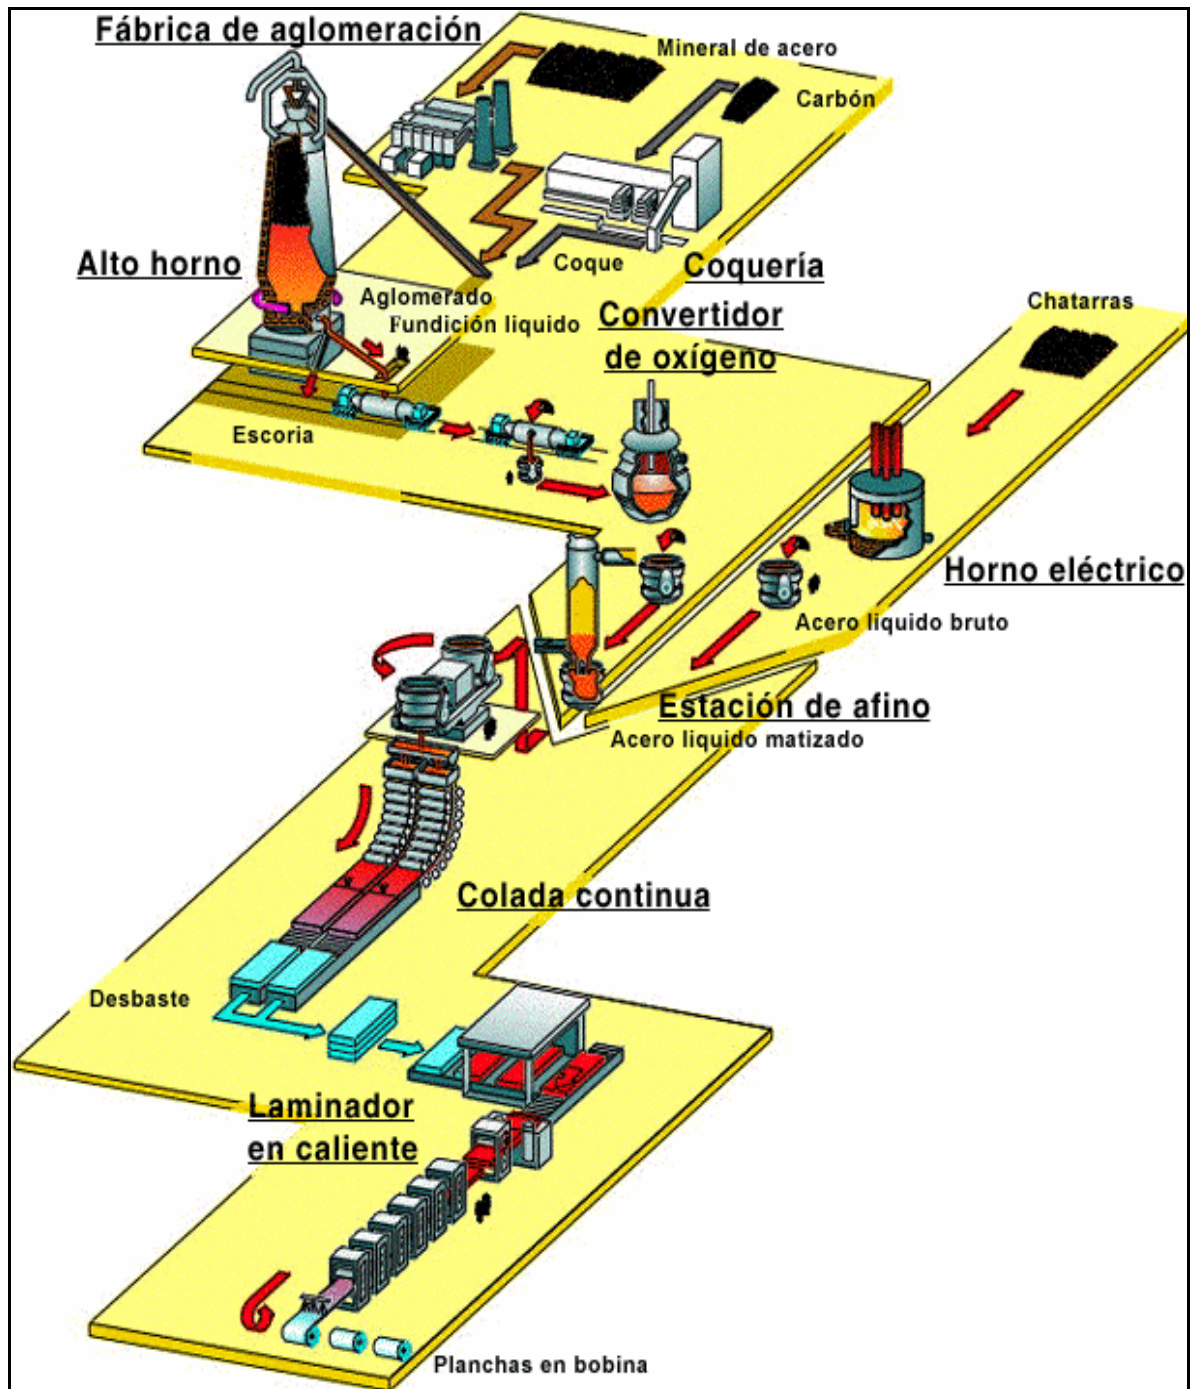 Fábrica de aglomeración
Mineral de acero
Carbón
Alto horno
Coque
Coquería
Aglomerado
Fundición liquido
Convertidor
de oxígeno
Chatarras
Escoria
Horno eléctrico
Acero liquido bruto
Estación de afino
Acero liquido matizado
Colada continua
Desbaste
Laminador
en caliente
Planchas en bobina